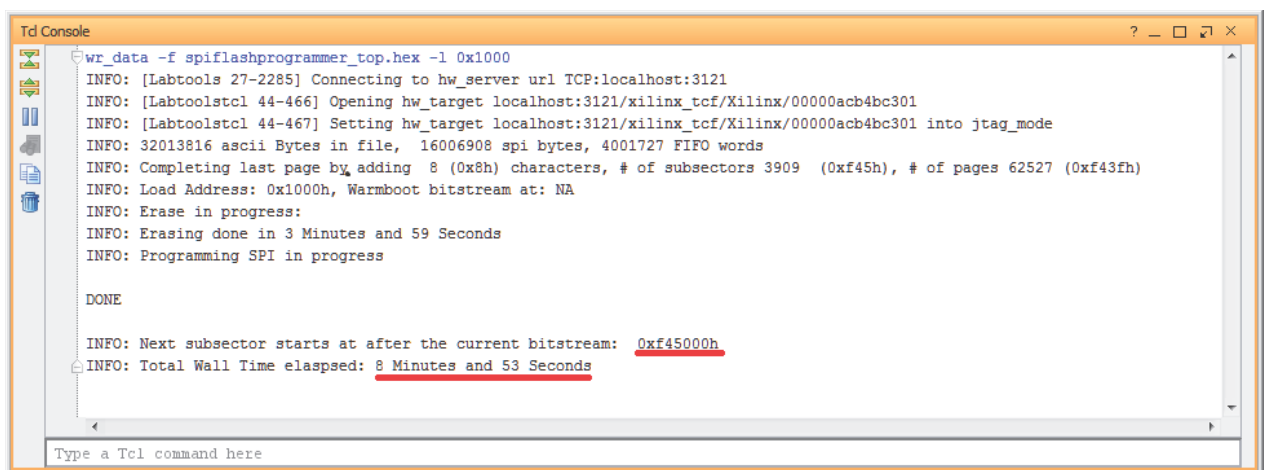 Tcl Console
wr_data -f spiflashprogrammer_top.hex -l 0x1000
INFO: [Labtools 27-2285] Connecting to hw_server url TCP:localhost:3121
INFO: [Labtoolstcl 44-466] Opening hw_target localhost:3121/xilinx_tcf/Xilinx/00000acb4bc301
INFO: [Labtoolstcl 44-467] Setting hw_target localhost:3121/xilinx_tcf/Xilinx/00000acb4bc301 into jtag_mode
INFO: 32013816 ascii Bytes in file,  16006908 spi bytes, 4001727 FIFO words
INFO: Completing last page by adding  8 (0x8h) characters, # of subsectors 3909  (0xf45h), # of pages 62527 (0xf43fh)
INFO: Load Address: 0x1000h, Warmboot bitstream at: NA
INFO: Erase in progress:
INFO: Erasing done in 3 Minutes and 59 Seconds
INFO: Programming SPI in progress
DONE
INFO: Next subsector starts at after the current bitstream:  0xf45000h
INFO: Total Wall Time elaspsed: 8 Minutes and 53 Seconds
Type a Tcl command here